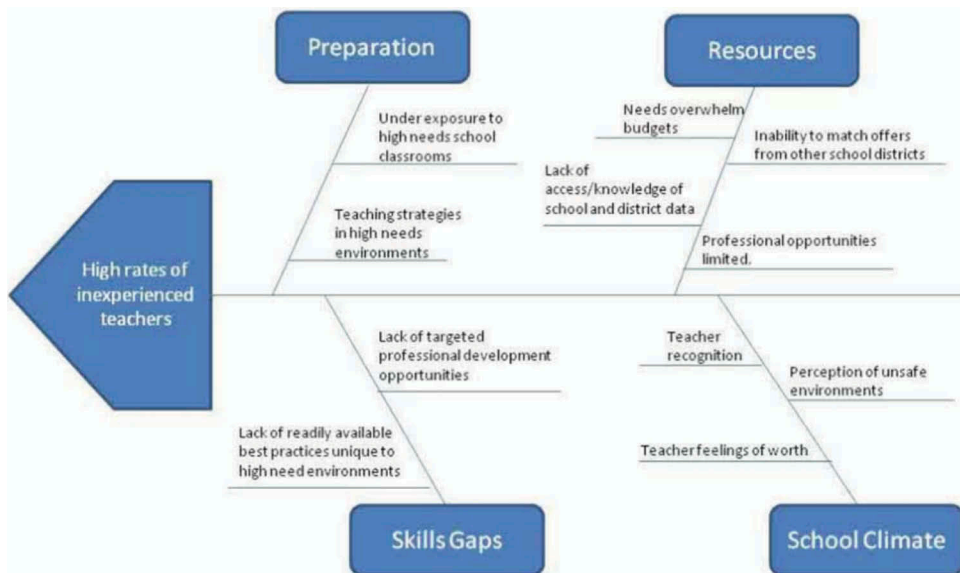 Preparation
Resources
Under exposure to
high needs school
classrooms
Teaching strategies
in high needs
environments
Needs overwhelm
budgets
Inability to match offers
from other school districts
Lack of
access/knowledge of
school and district data
Professional opportunities
limited.
High rates of
inexperienced
teachers
Lack of targeted
professional development
opportunities
Lack of readily available
best practices unique to
high need environments
Teacher
recognition
Perception of unsafe
environments
Teacher feelings of worth
Skills Gaps
School Climate